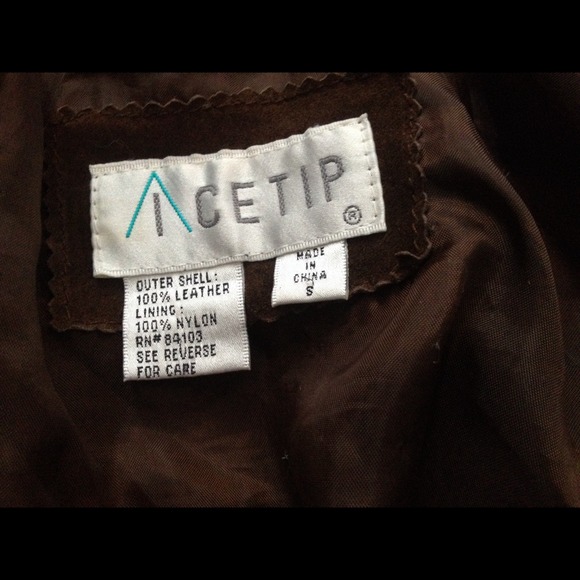 ICETIP ®
OUTER SHELL:
100% LEATHER
LINING:
100% NYLON
RN# 84103
SEE REVERSE
FOR CARE
MADE
IN
CHINA
S